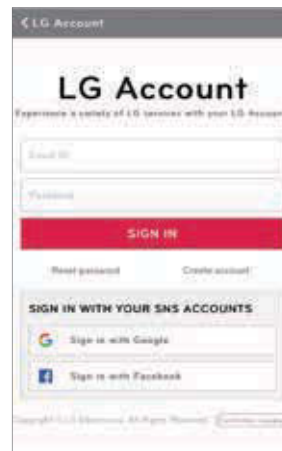 LG Account
LG Account
Experience a variety of LG services with your LG Account
Email ID
Password
SIGN IN
Reset password Create account
SIGN IN WITH YOUR SNS ACCOUNTS
Sign in with Google
Sign in with Facebook